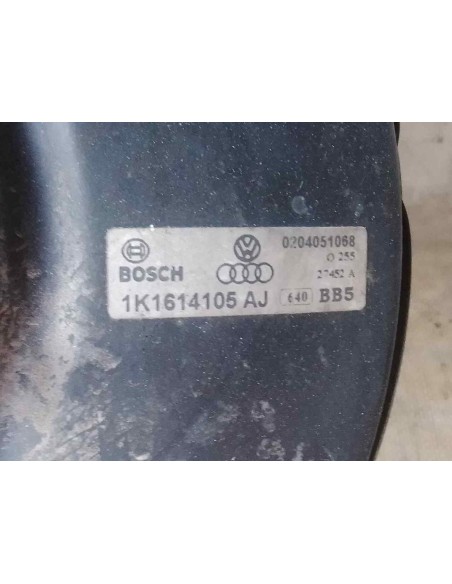 0204051068
BOSCH
O 255
27452 A
1K1614105 AJ 640 BB5